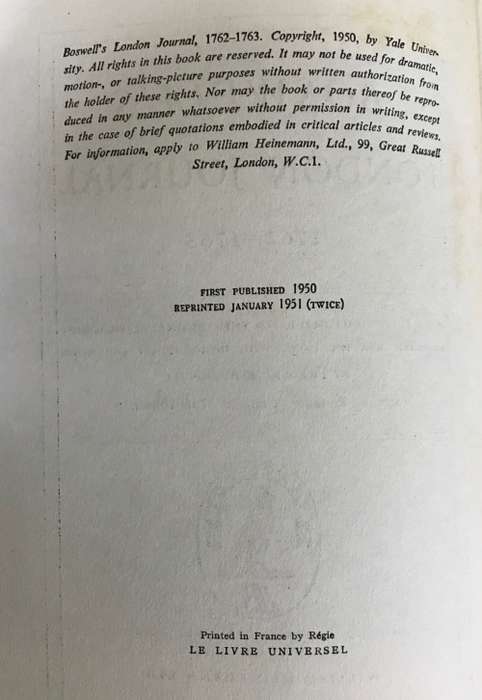 Boswell's London Journal, 1762-1763. Copyright, 1950, by Yale Univer-
sity. All rights in this book are reserved. It may not be used for dramatic,
motion-, or talking-picture purposes without written authorization from
the holder of these rights. Nor may the book or parts thereof be repro-
duced in any manner whatsoever without permission in writing, except
in the case of brief quotations embodied in critical articles and reviews.
For information, apply to William Heinemann, Ltd., 99, Great Russell
Street, London, W.C.1.
FIRST PUBLISHED 1950
REPRINTED JANUARY 1951 (TWICE)
Printed in France by Régie
LE LIVRE UNIVERSEL